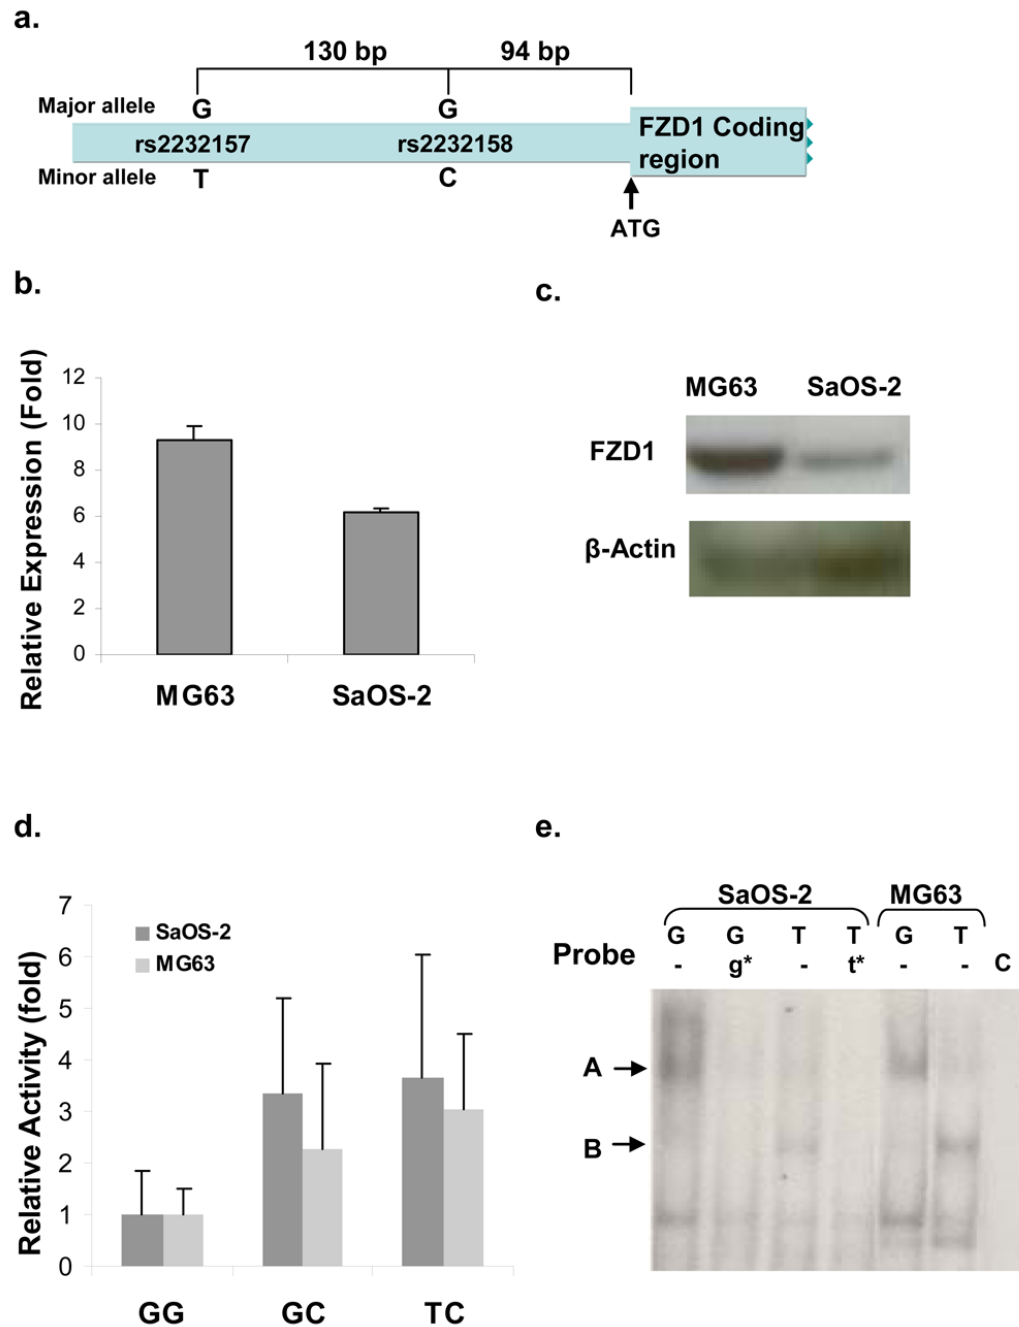 a.
130 bp
94 bp
Major allele
G
G
rs2232157
rs2232158
FZD1 Coding
region
Minor allele
T
C
ATG
b.
Relative Expression (Fold)
12
10
8
6
4
2
0
MG63
SaOS-2
c.
MG63
SaOS-2
FZD1
β-Actin
d.
Relative Activity (fold)
7
6
5
4
3
2
1
0
SaOS-2
MG63
GG
GC
TC
e.
SaOS-2
MG63
Probe
G
G
T
T
G
T
-
g*
-
t*
-
-
C
A
B